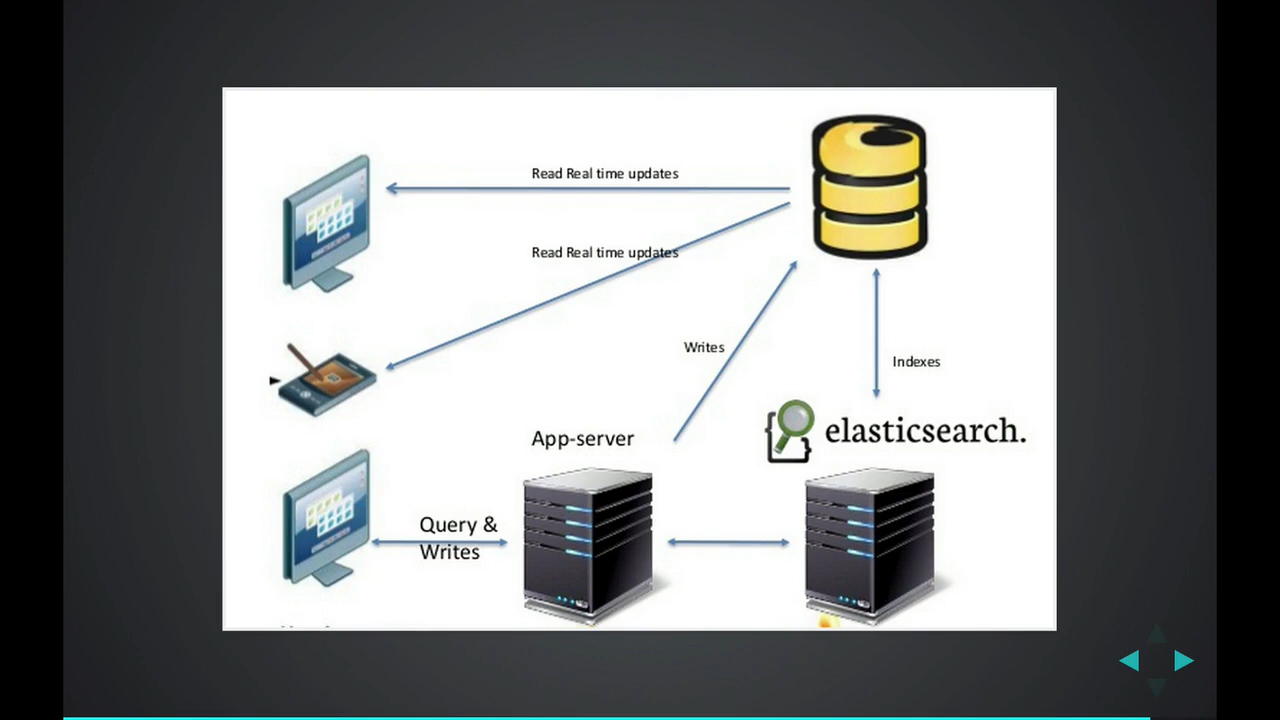 Read Real time updates
Read Real time updates
Writes
Indexes
elasticsearch.
App-server
Query &
Writes